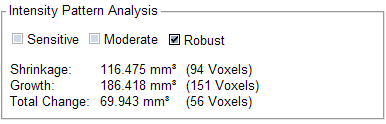 Intensity Pattern Analysis
Sensitive Moderate Robust
Shrinkage: 116.475 mm³ (94 Voxels)
Growth: 186.418 mm³ (151 Voxels)
Total Change: 69.943 mm³ (56 Voxels)